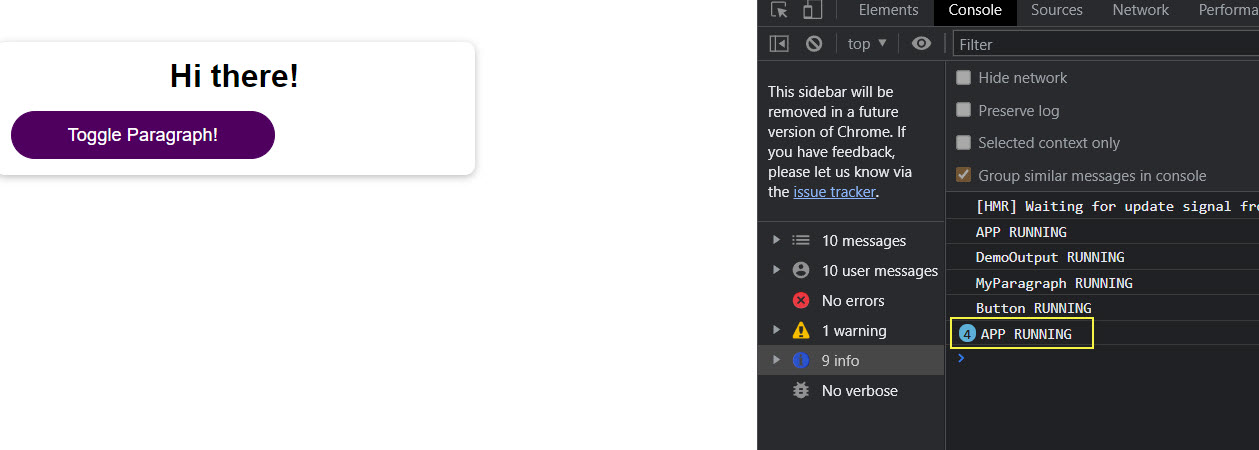 Hi there!
Toggle Paragraph!
Elements Console Sources Network Performa
top Filter
This sidebar will be
removed in a future
version of Chrome. If
you have feedback,
please let us know via
the issue tracker.
10 messages
10 user messages
No errors
1 warning
9 info
No verbose
Hide network
Preserve log
Selected context only
Group similar messages in console
[HMR] Waiting for update signal fro
APP RUNNING
DemoOutput RUNNING
MyParagraph RUNNING
Button RUNNING
4 APP RUNNING